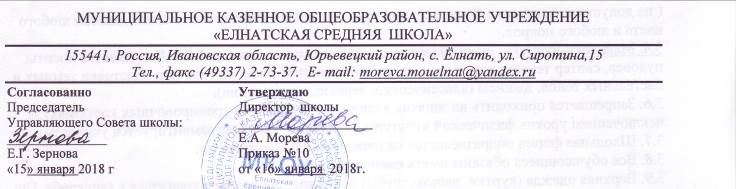 МУНИЦИПАЛЬНОЕ КАЗЕННОЕ ОБЩЕОБРАЗОВАТЕЛЬНОЕ УЧРЕЖДЕНИЕ
«ЕЛНАТСКАЯ СРЕДНЯЯ ШКОЛА»
155441, Россия, Ивановская область, Юрьевецкий район, с. Ёлнать, ул. Сиротина,15
Тел., факс (49337) 2-73-37. E- mail: moreva.mouelnat@yandex.ru
Согласованно Утверждаю
Председатель Директор школы
Управляющего Совета школы: Морева
Зернова Е.А. Морева
Е.Г. Зернова Приказ №10
«15» января 2018 г от «16» января 2018г.
МКОУ
Елнатская